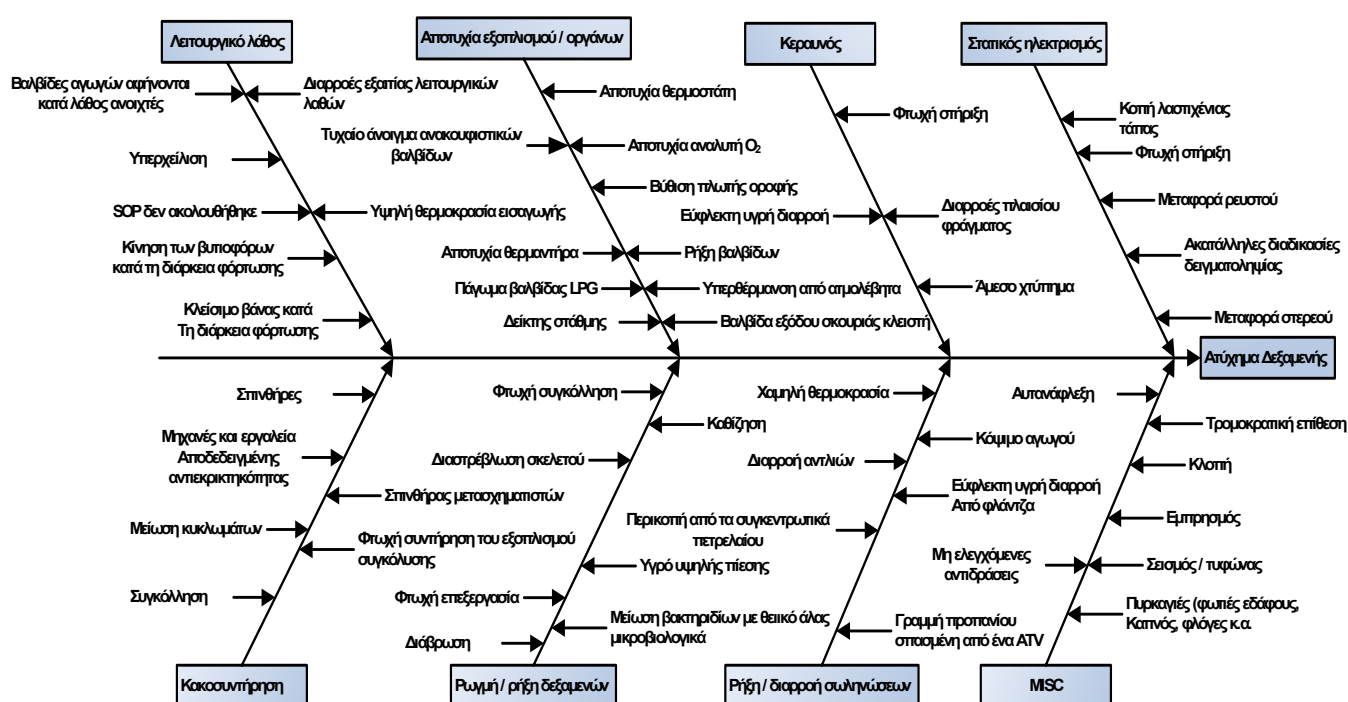 Λειτουργικό λάθος
Αποτυχία εξοπλισμού / οργάνων
Κεραυνός
Στατικός ηλεκτρισμός
Βαλβίδες αγωγών αφήνονται
κατά λάθος ανοιχτές
Διαρροές εξαιτίας λειτουργικών
λαθών
Υπερχείλιση
SOP δεν ακολουθήθηκε
Υψηλή θερμοκρασία εισαγωγής
Κίνηση των βυτιοφόρων
κατά τη διάρκεια φόρτωσης
Κλείσιμο βάνας κατά
Τη διάρκεια φόρτωσης
Αποτυχία θερμοστάτη
Τυχαίο άνοιγμα ανακουφιστικών
βαλβίδων
Αποτυχία αναλυτή O₂
Βύθιση πλωτής οροφής
Αποτυχία θερμαντήρα
Ρήξη βαλβίδων
Πάγωμα βαλβίδας LPG
Υπερθέρμανση από ατμολέβητα
Δείκτης στάθμης
Βαλβίδα εξόδου σκουριάς κλειστή
Φτωχή στήριξη
Εύφλεκτη υγρή διαρροή
Διαρροές πλαισίου
φράγματος
Άμεσο χτύπημα
Κοπή λαστιχένιας
τάπας
Φτωχή στήριξη
Μεταφορά ρευστού
Ακατάλληλες διαδικασίες
δειγματοληψίας
Μεταφορά στερεού
Ατύχημα Δεξαμενής
Σπινθήρες
Μηχανές και εργαλεία
Αποδεδειγμένης
αντιεκρικτηκότητας
Σπινθήρας μετασχηματιστών
Μείωση κυκλωμάτων
Φτωχή συντήρηση του εξοπλισμού
συγκόλυσης
Συγκόλληση
Φτωχή συγκόλληση
Καθίζηση
Διαστρέβλωση σκελετού
Υγρό υψηλής πίεσης
Φτωχή επεξεργασία
Μείωση βακτηριδίων με θειικό άλας
μικροβιολογικά
Διάβρωση
Χαμηλή θερμοκρασία
Κόψιμο αγωγού
Διαρροή αντλιών
Εύφλεκτη υγρή διαρροή
Από φλάντζα
Περικοπή από τα συγκεντρωτικά
πετρελαίου
Γραμμή προπανίου
σπασμένη από ένα ATV
Αυτανάφλεξη
Τρομοκρατική επίθεση
Κλοπή
Εμπρησμός
Μη ελεγχόμενες
αντιδράσεις
Σεισμός / τυφώνας
Πυρκαγιές (φωτιές εδάφους,
Καπνός, φλόγες κ.α.
Κακοσυντήρηση
Ρωγμή / ρήξη δεξαμενών
Ρήξη / διαρροή σωληνώσεων
MISC